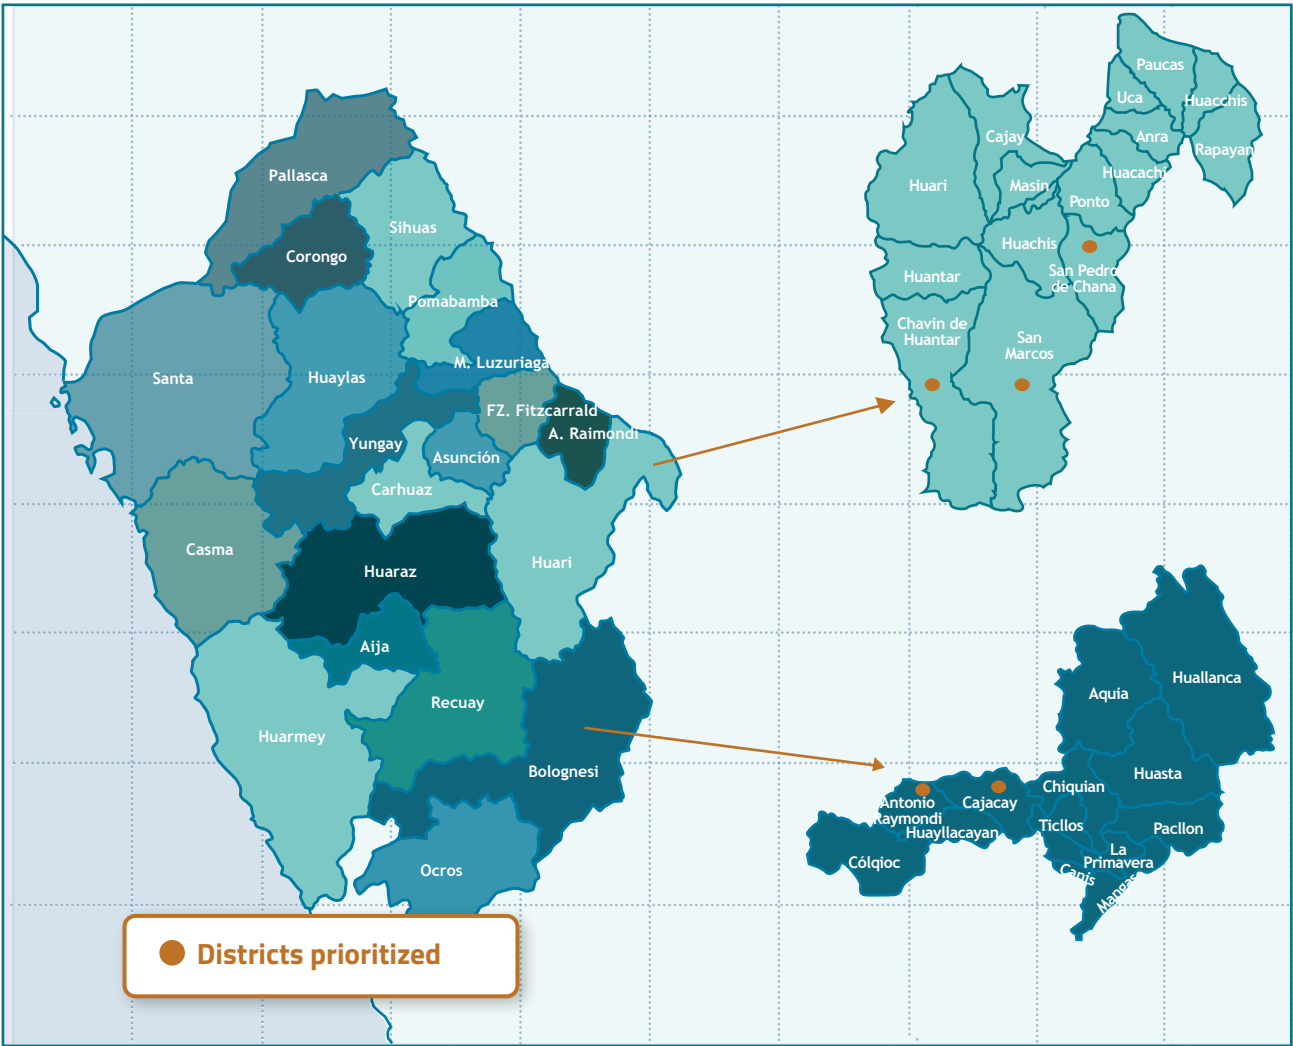 Pallasca
Corongo
Sihuas
Pomabamba
Santa
Huaylas
M. Luzuriaga
FZ. Fitzcarrald
A. Raimondi
Yungay
Asunción
Carhuaz
Casma
Huaraz
Huari
Aija
Recuay
Huarmey
Bolognesi
Ocros
Paucas
Uca
Huacchis
Cajay
Anra
Rapayan
Huari
Masin
Huacachi
Ponto
Huachis
Huantar
San Pedro
de Chana
Chavin de
Huantar
San
Marcos
Huallanca
Aquia
Huasta
Chiquian
Antonio
Raymondi
Cajacay
Huayllacayan
Ticllos
Pacllon
La
Primavera
Cólqioc
Canis
Mangas
Districts prioritized